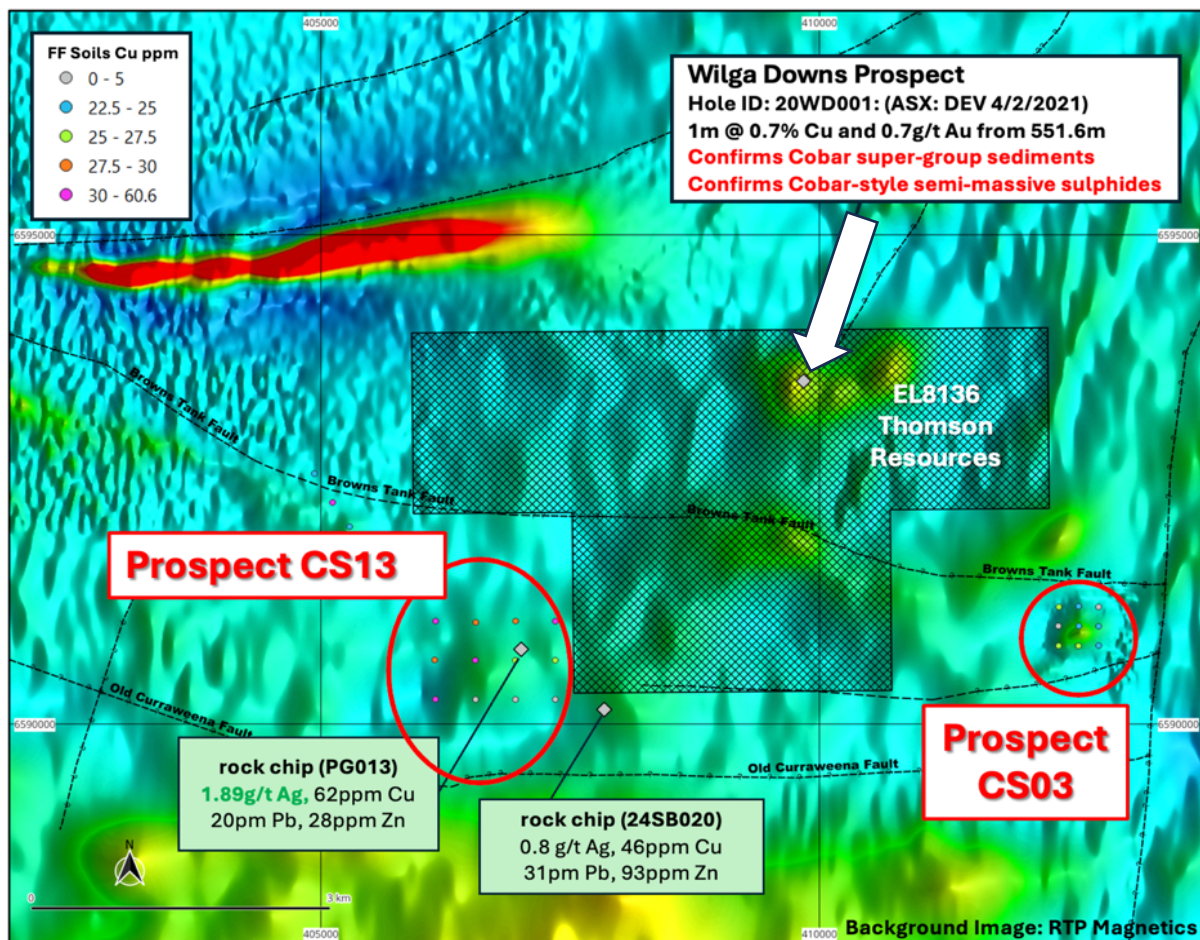 405000
410000
FF Soils Cu ppm
0 - 5
22.5 - 25
25 - 27.5
27.5 - 30
30 - 60.6
Wilga Downs Prospect
Hole ID: 20WD001: (ASX: DEV 4/2/2021)
1m @ 0.7% Cu and 0.7g/t Au from 551.6m
Confirms Cobar super-group sediments
Confirms Cobar-style semi-massive sulphides
6595000
6595000
EL8136
Thomson
Resources
Browns Tank Fault
Browns Tank Fault
Browns Tank Fault
Browns Tank Fault
Prospect CS13
Old Curraweena Fault
6590000
6590000
Prospect
CS03
rock chip (PG013)
1.89g/t Ag, 62ppm Cu
20pm Pb, 28ppm Zn
Old Curraweena Fault
rock chip (24SB020)
0.8 g/t Ag, 46ppm Cu
31pm Pb, 93ppm Zn
N
0
3 km
405000
410000
Background Image: RTP Magnetics